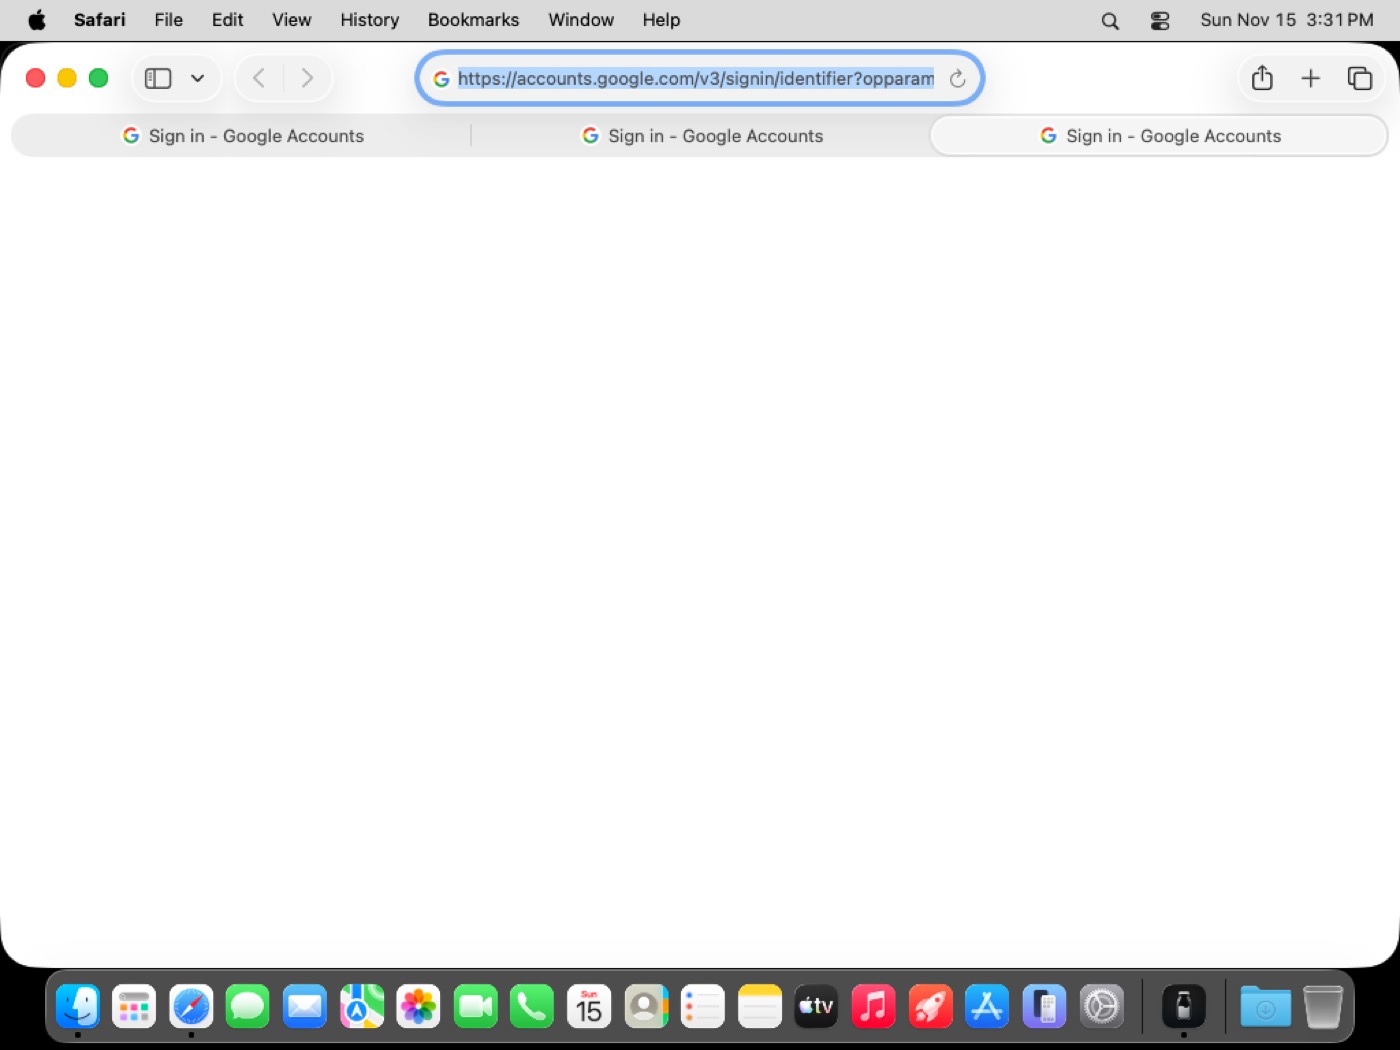 Safari File Edit View History Bookmarks Window Help Sun Nov 15 3:31 PM
https://accounts.google.com/v3/signin/identifier?opparam
Sign in - Google Accounts Sign in - Google Accounts Sign in - Google Accounts
Sun
15
tv